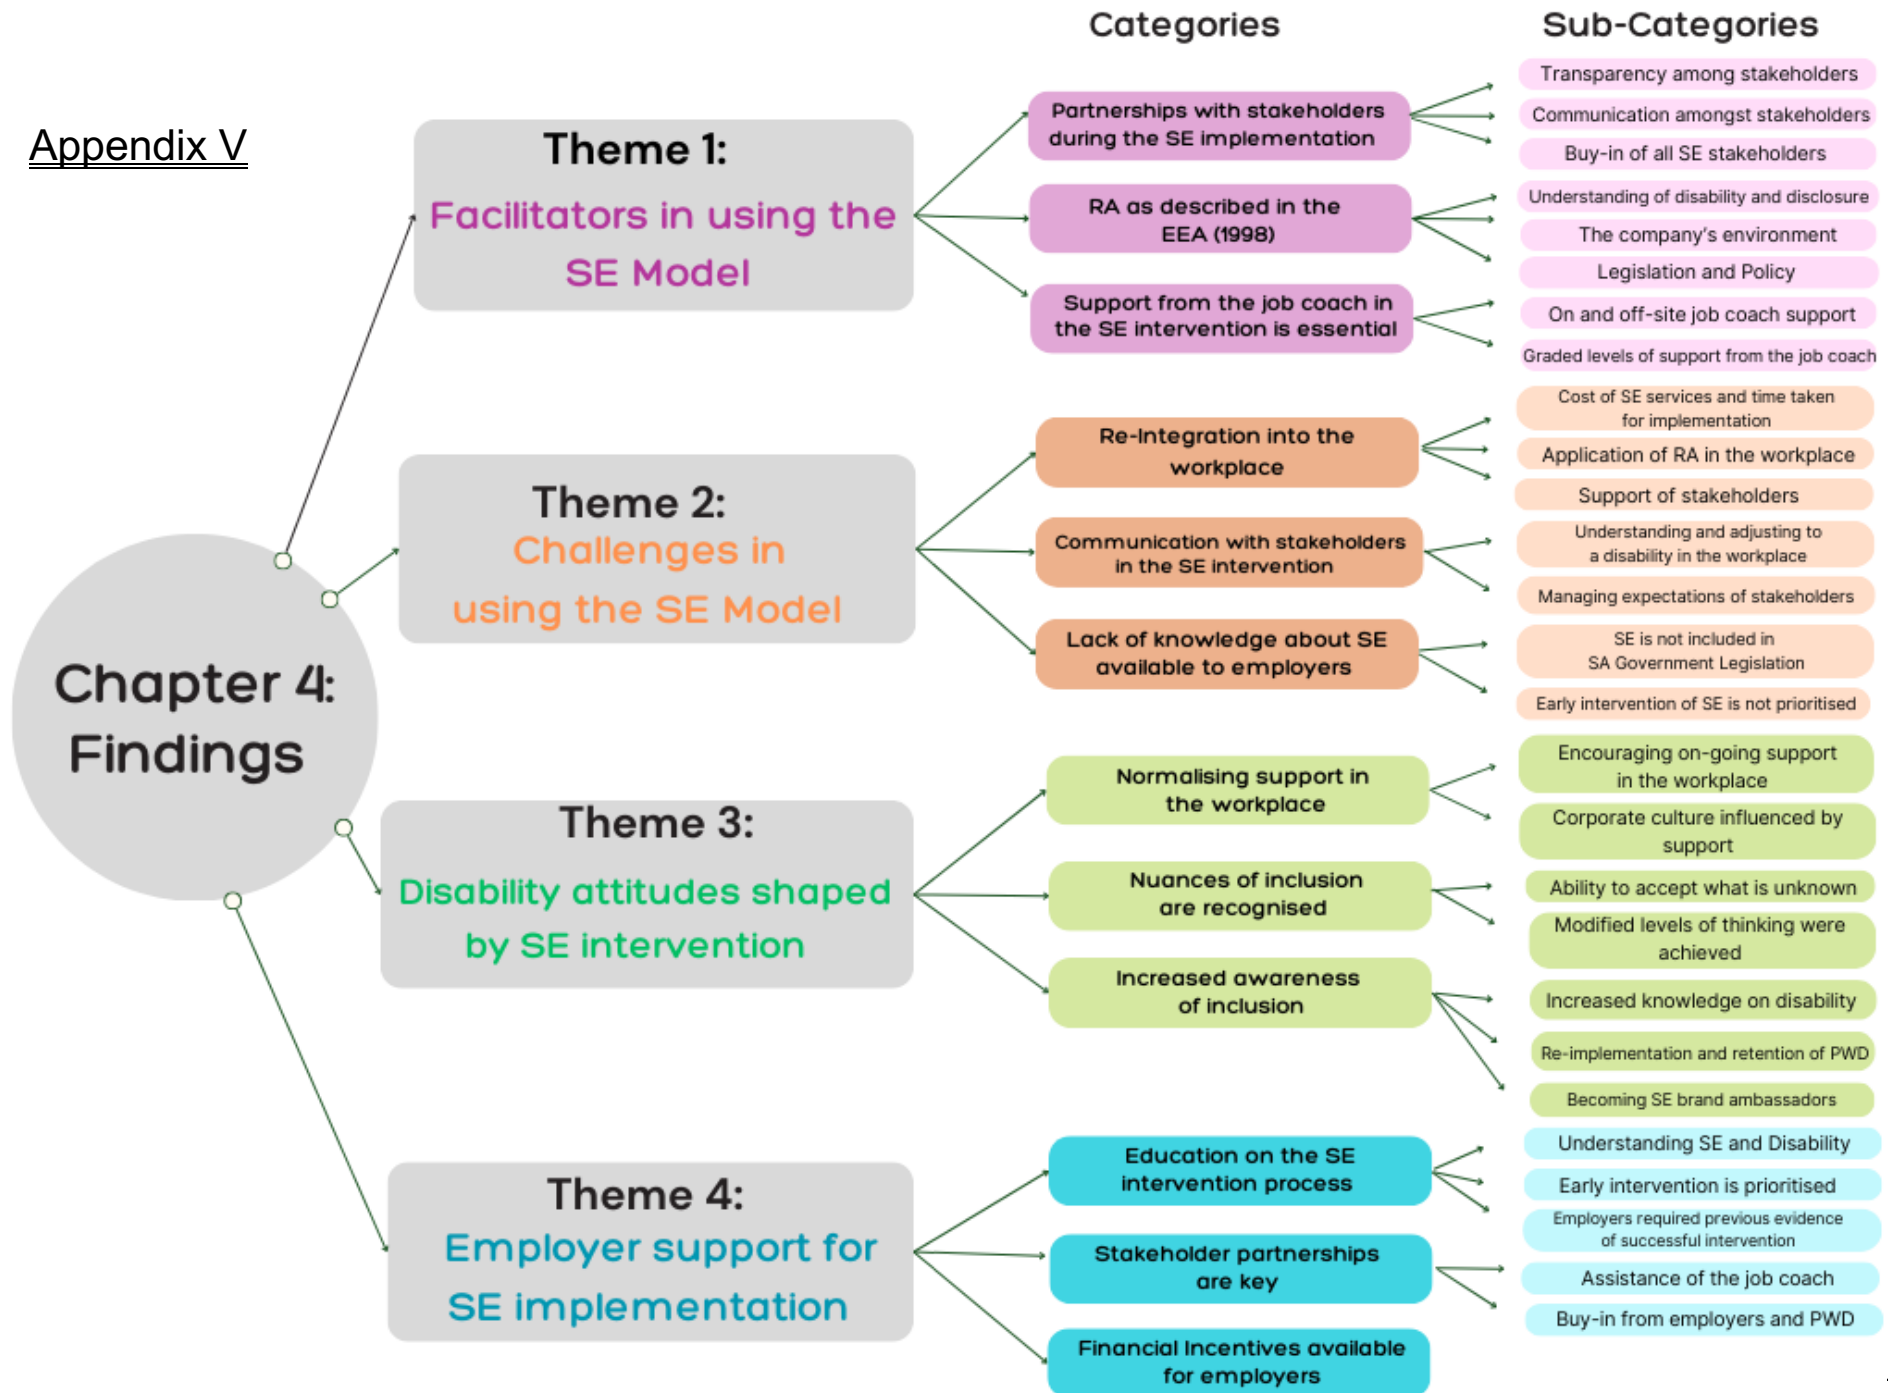 Categories
Sub-Categories
Appendix V
Chapter 4:
Findings
Theme 1:
Facilitators in using the
SE Model
Partnerships with stakeholders
during the SE implementation
Transparency among stakeholders
Communication amongst stakeholders
Buy-in of all SE stakeholders
RA as described in the
EEA (1998)
Understanding of disability and disclosure
The company's environment
Legislation and Policy
Support from the job coach in
the SE intervention is essential
On and off-site job coach support
Graded levels of support from the job coach
Theme 2:
Challenges in
using the SE Model
Re-Integration into the
workplace
Cost of SE services and time taken
for implementation
Application of RA in the workplace
Support of stakeholders
Communication with stakeholders
in the SE intervention
Understanding and adjusting to
a disability in the workplace
Managing expectations of stakeholders
Lack of knowledge about SE
available to employers
SE is not included in
SA Government Legislation
Early intervention of SE is not prioritised
Theme 3:
Disability attitudes shaped
by SE intervention
Normalising support in
the workplace
Encouraging on-going support
in the workplace
Corporate culture influenced by
support
Nuances of inclusion
are recognised
Ability to accept what is unknown
Modified levels of thinking were
achieved
Increased awareness
of inclusion
Increased knowledge on disability
Re-implementation and retention of PWD
Becoming SE brand ambassadors
Theme 4:
Employer support for
SE implementation
Education on the SE
intervention process
Understanding SE and Disability
Early intervention is prioritised
Employers required previous evidence
of successful intervention
Stakeholder partnerships
are key
Assistance of the job coach
Buy-in from employers and PWD
Financial Incentives available
for employers